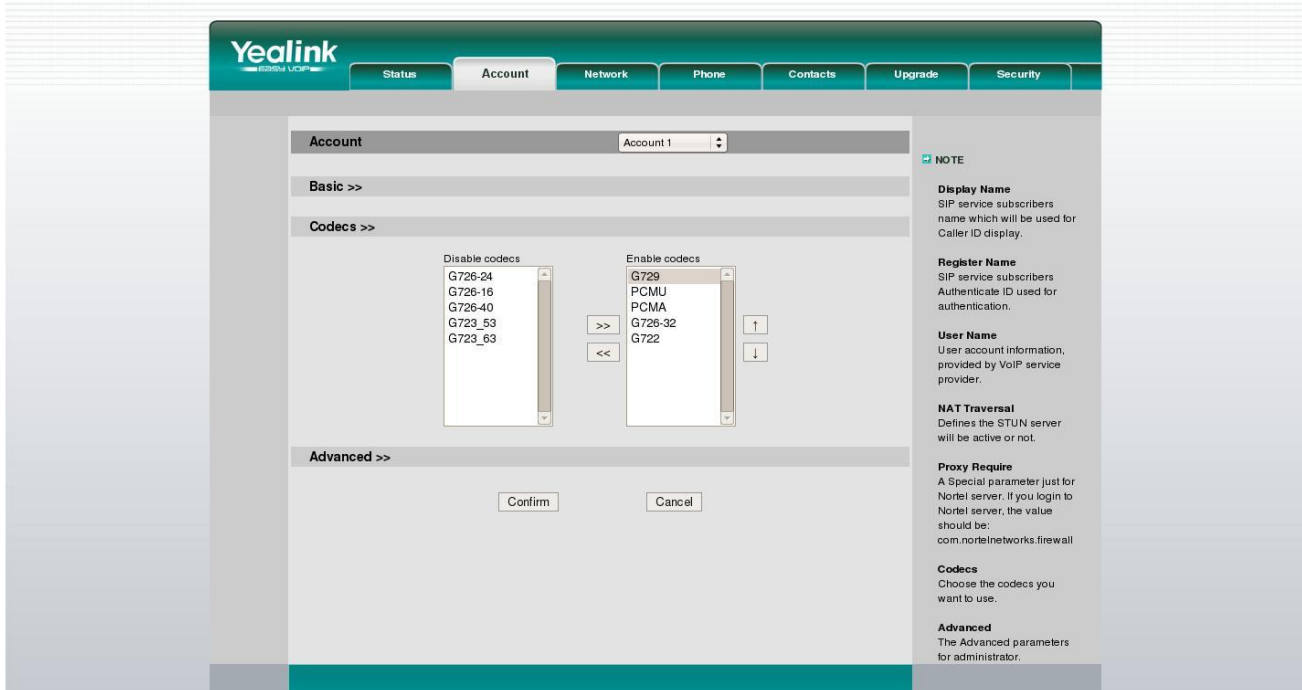 Yealink
EASY VOIP
Status Account Network Phone Contacts Upgrade Security
Account Account 1
Basic >>
Codecs >>
Disable codecs
G726-24
G726-16
G726-40
G723_53
G723_63
>>
<<
Enable codecs
G729
PCMU
PCMA
G726-32
G722
↑
↓
Advanced >>
Confirm Cancel
NOTE
Display Name
SIP service subscribers
name which will be used for
Caller ID display.
Register Name
SIP service subscribers
Authenticate ID used for
authentication.
User Name
User account information,
provided by VoIP service
provider.
NAT Traversal
Defines the STUN server
will be active or not.
Proxy Require
A Special parameter just for
Nortel server. If you login to
Nortel server, the value
should be:
com.nortelnetworks.firewall
Codecs
Choose the codecs you
want to use.
Advanced
The Advanced parameters
for administrator.